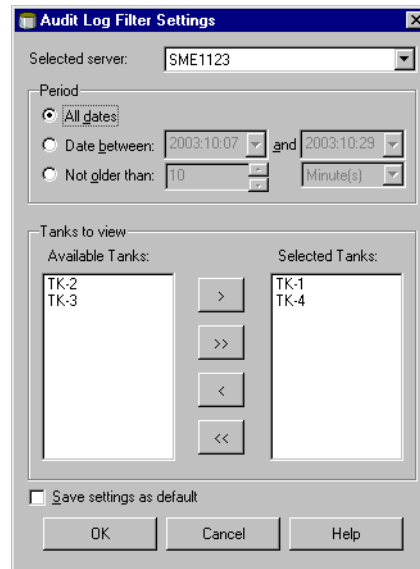 Audit Log Filter Settings
Selected server: SME1123
Period
All dates
Date between: 2003:10:07 and 2003:10:29
Not older than: 10 Minute(s)
Tanks to view
Available Tanks: Selected Tanks:
TK-2 TK-1
TK-3 TK-4
>
>>
<
<<
Save settings as default
OK Cancel Help